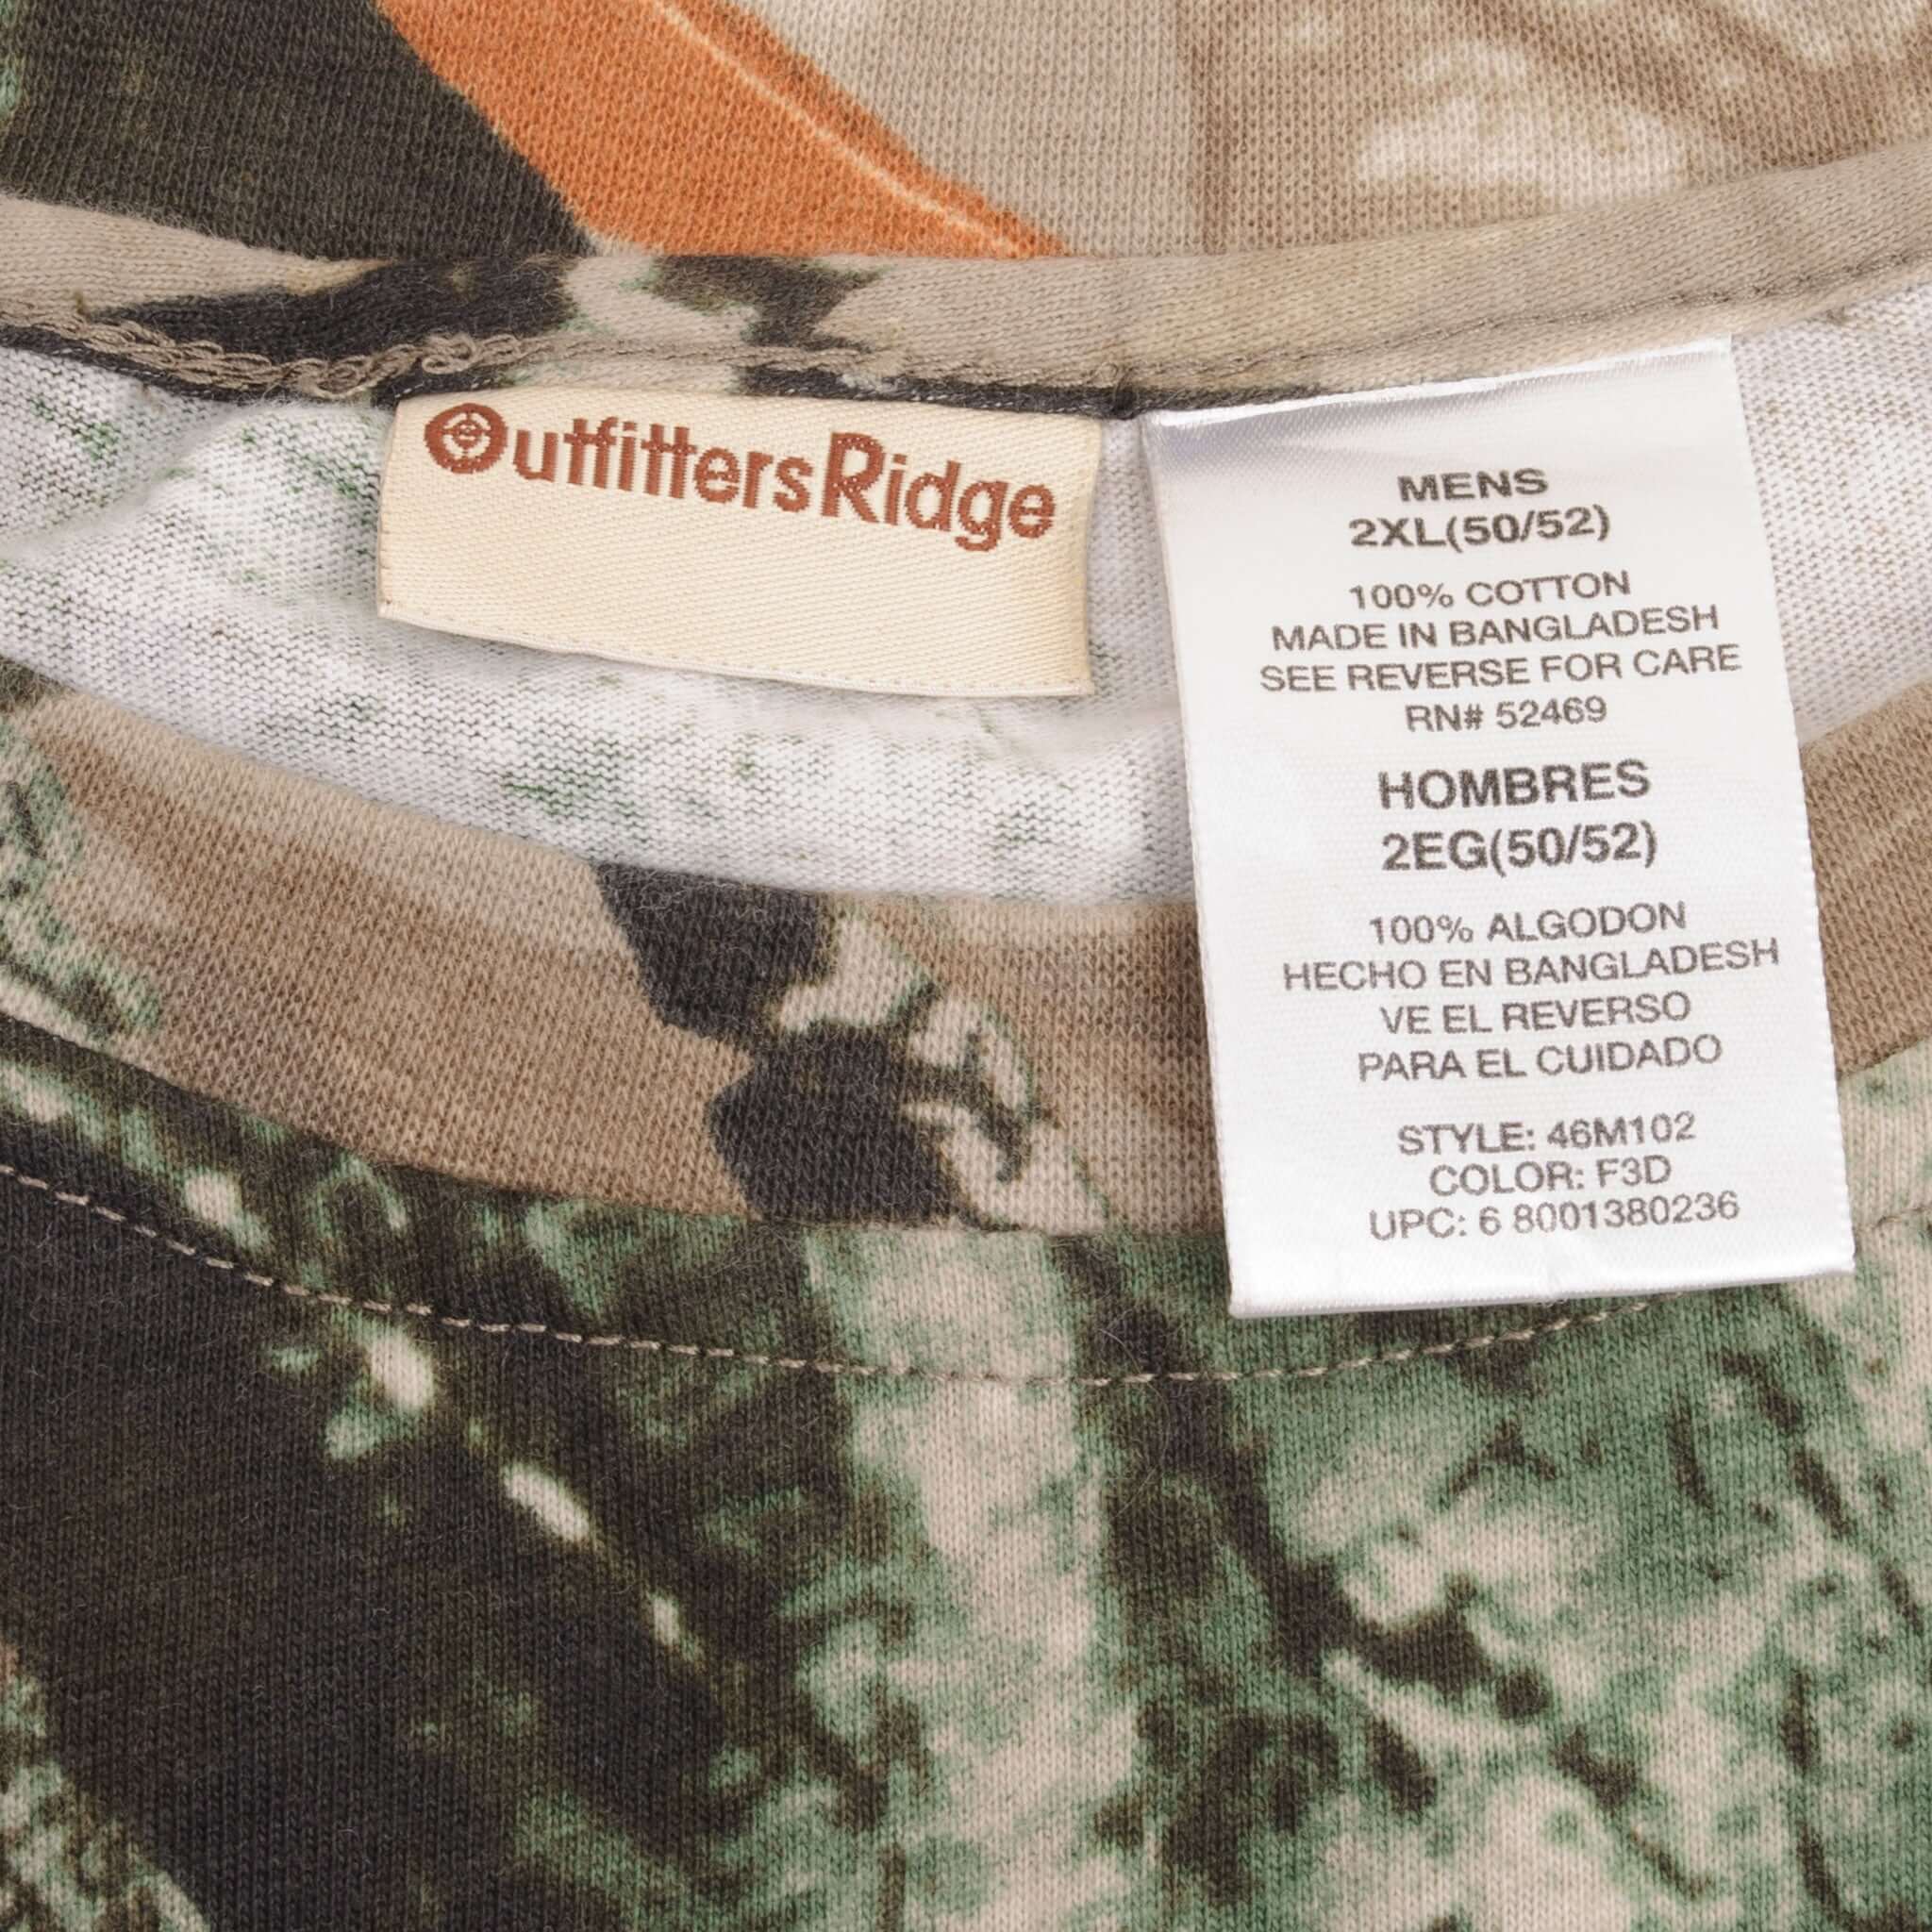 OutfittersRidge
MENS
2XL(50/52)
100% COTTON
MADE IN BANGLADESH
SEE REVERSE FOR CARE
RN# 52469
HOMBRES
2EG(50/52)
100% ALGODON
HECHO EN BANGLADESH
VE EL REVERSO
PARA EL CUIDADO
STYLE: 46M102
COLOR: F3D
UPC: 6 8001380236